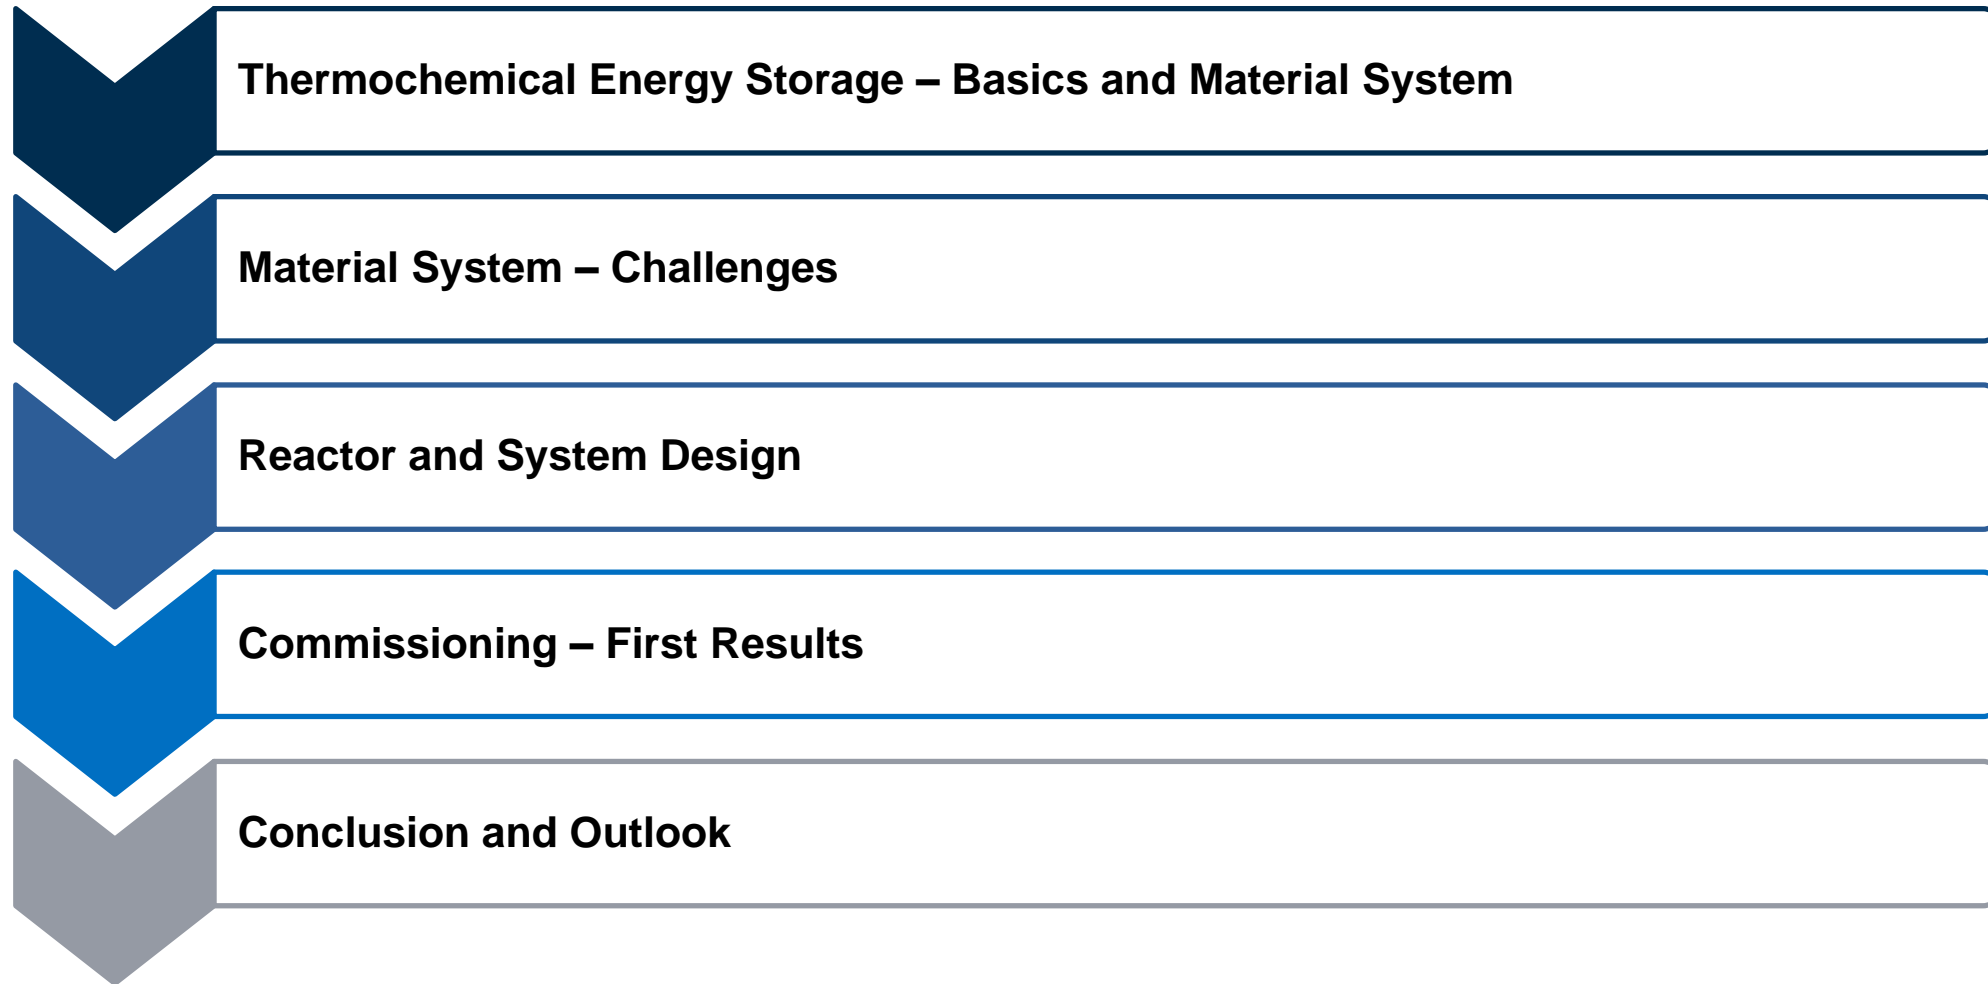 Thermochemical Energy Storage – Basics and Material System
Material System – Challenges
Reactor and System Design
Commissioning – First Results
Conclusion and Outlook